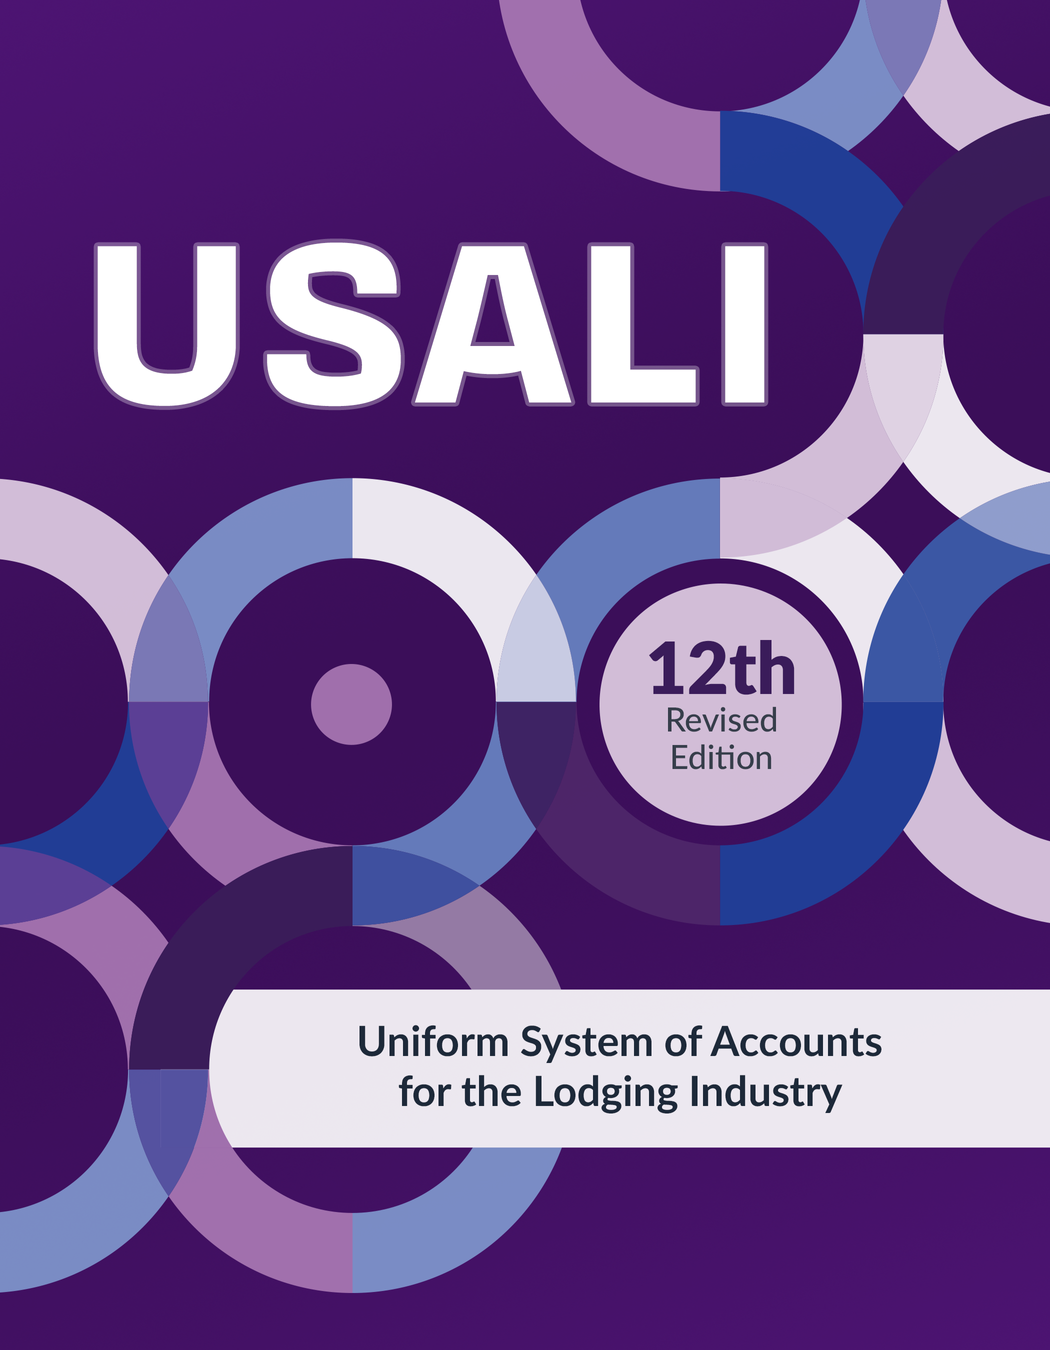 USALI
12th
Revised
Edition
Uniform System of Accounts
for the Lodging Industry